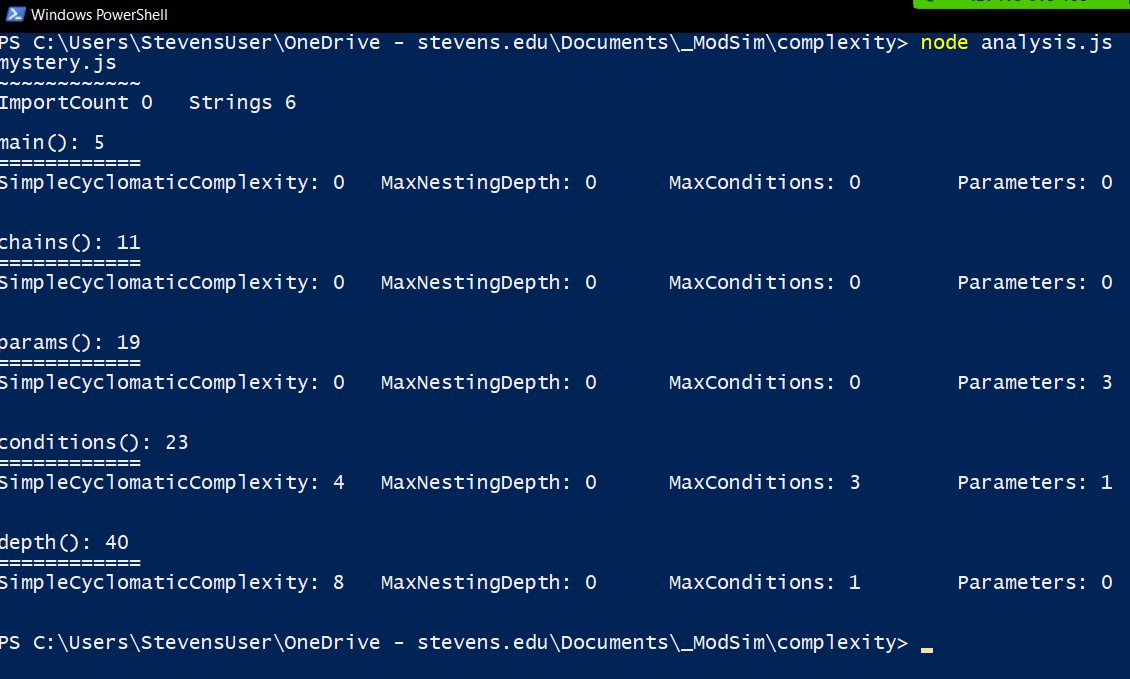 Windows PowerShell
PS C:\Users\StevensUser\OneDrive - stevens.edu\Documents\_ModSim\complexity> node analysis.js
mystery.js
~~~~~~~~~~~~
ImportCount 0   Strings 6
main(): 5
============
SimpleCyclomaticComplexity: 0   MaxNestingDepth: 0      MaxConditions: 0        Parameters: 0
chains(): 11
============
SimpleCyclomaticComplexity: 0   MaxNestingDepth: 0      MaxConditions: 0        Parameters: 0
params(): 19
============
SimpleCyclomaticComplexity: 0   MaxNestingDepth: 0      MaxConditions: 0        Parameters: 3
conditions(): 23
============
SimpleCyclomaticComplexity: 4   MaxNestingDepth: 0      MaxConditions: 3        Parameters: 1
depth(): 40
============
SimpleCyclomaticComplexity: 8   MaxNestingDepth: 0      MaxConditions: 1        Parameters: 0
PS C:\Users\StevensUser\OneDrive - stevens.edu\Documents\_ModSim\complexity>